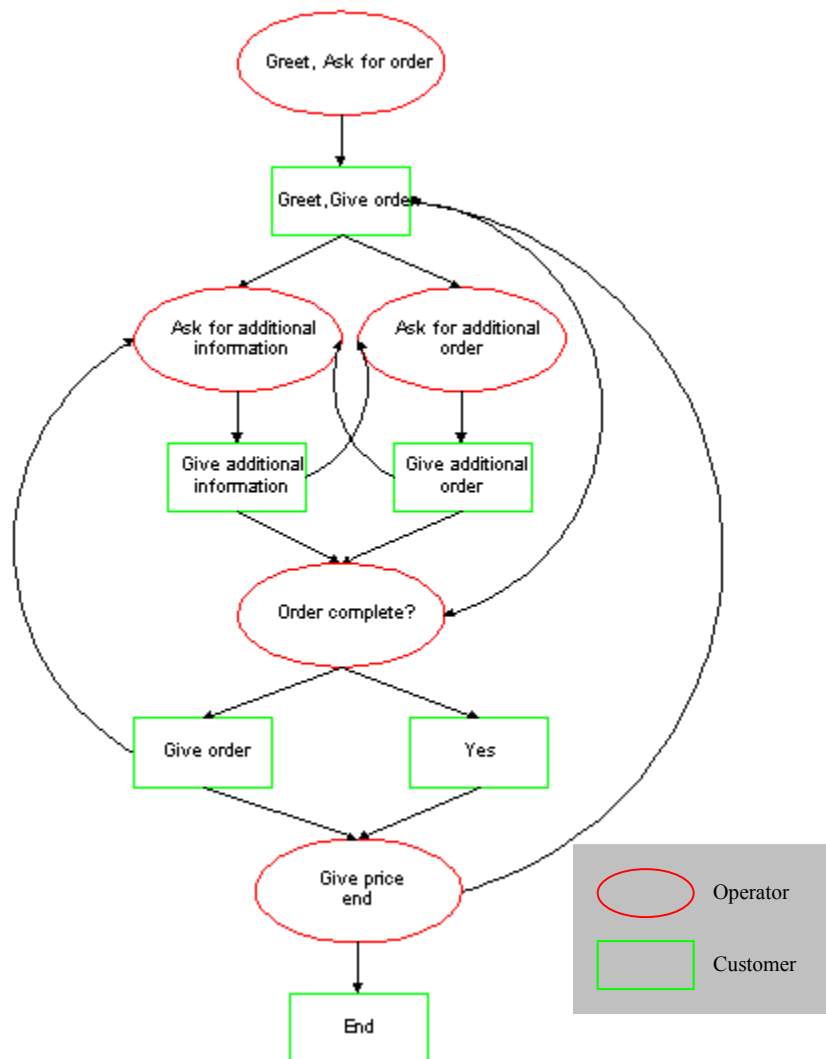 Greet, Ask for order
Greet,Give order
Ask for additional
information
Ask for additional
order
Give additional
information
Give additional
order
Order complete?
Give order
Yes
Give price
end
End
Operator
Customer